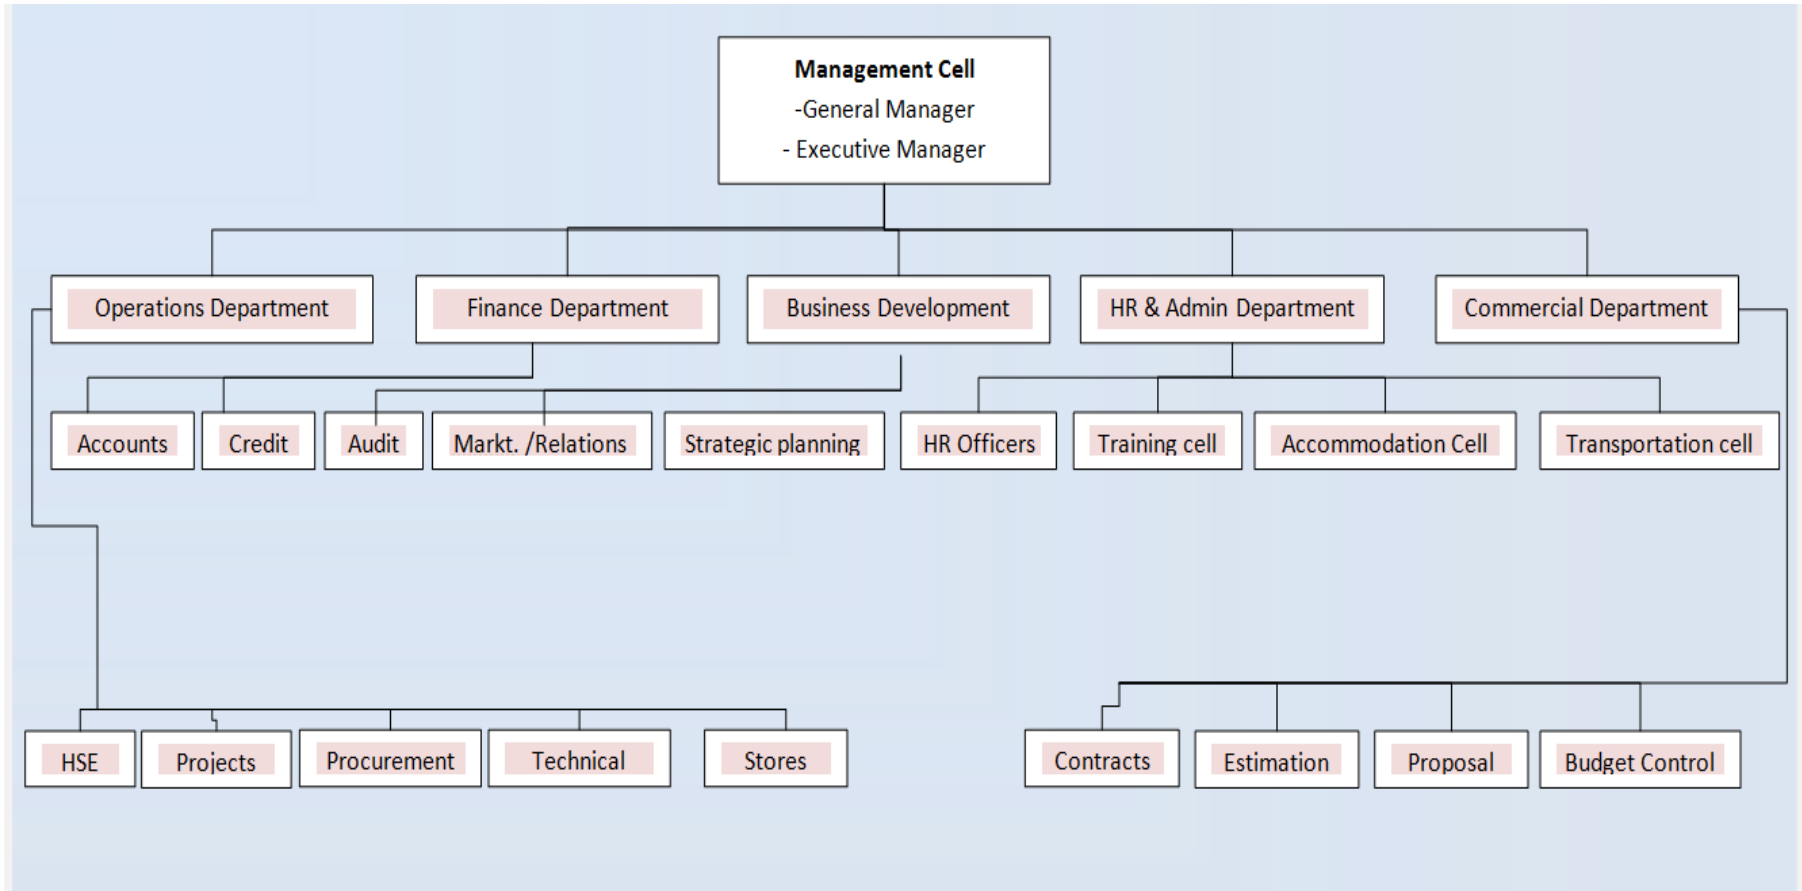 Management Cell
-General Manager
- Executive Manager
Operations Department
Finance Department
Business Development
HR & Admin Department
Commercial Department
Accounts
Credit
Audit
Markt. /Relations
Strategic planning
HR Officers
Training cell
Accommodation Cell
Transportation cell
HSE
Projects
Procurement
Technical
Stores
Contracts
Estimation
Proposal
Budget Control